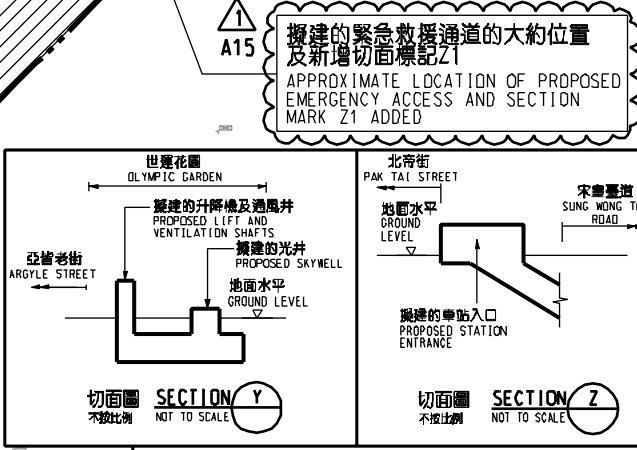 1
A15
擬建的緊急救援通道的大約位置
及新增切面標記Z1
APPROXIMATE LOCATION OF PROPOSED
EMERGENCY ACCESS AND SECTION
MARK Z1 ADDED
世運花園
OLYMPIC GARDEN
擬建的升降機及通風井
PROPOSED LIFT AND
VENTILATION SHAFTS
擬建的光井
PROPOSED SKYWELL
亞皆老街
ARGYLE STREET
地面水平
GROUND LEVEL
切面圖 SECTION Y
不按比例 NOT TO SCALE
北帝街
PAK TAI STREET
宋皇臺道
SUNG WONG T
ROAD
地面水平
GROUND
LEVEL
擬建的車站入口
PROPOSED STATION
ENTRANCE
切面圖 SECTION Z
不按比例 NOT TO SCALE